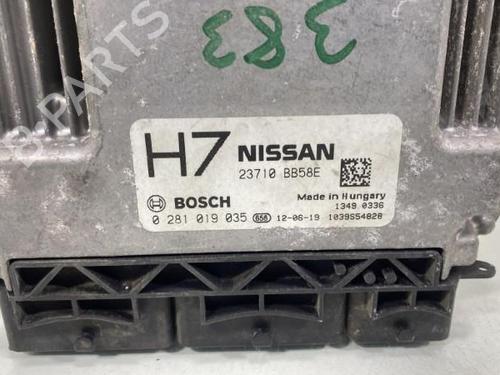 383
B-PARTS
H7 NISSAN
23710 BB58E
BOSCH
Made in Hungary
1349 0336
0 281 019 035 656 12-06-19 1039S54828